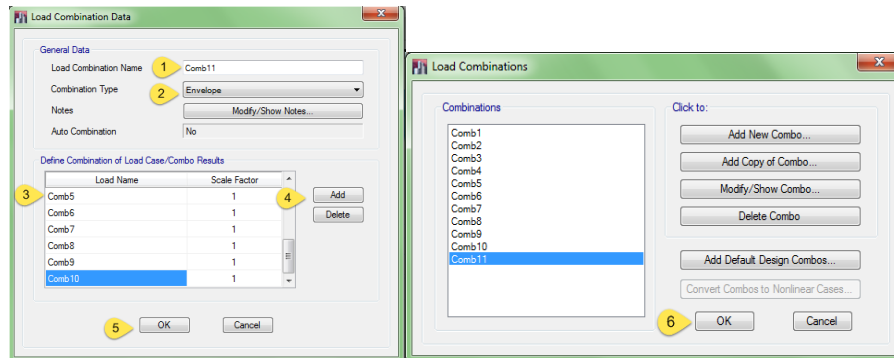 Load Combination Data
x
General Data
Load Combination Name 1 Comb11
Combination Type 2 Envelope
Notes Modify/Show Notes...
Auto Combination No
Define Combination of Load Case/Combo Results
Load Name Scale Factor
3 Comb5 1 4 Add
Comb6 1 Delete
Comb7 1
Comb8 1
Comb9 1
Comb10 1
5 OK Cancel
Load Combinations
x
Combinations
Comb1
Comb2
Comb3
Comb4
Comb5
Comb6
Comb7
Comb8
Comb9
Comb10
Comb11
Click to:
Add New Combo...
Add Copy of Combo...
Modify/Show Combo...
Delete Combo
Add Default Design Combos...
Convert Combos to Nonlinear Cases...
6 OK Cancel